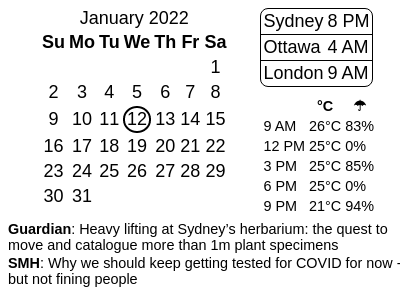 January 2022
Su Mo Tu We Th Fr Sa
1
2 3 4 5 6 7 8
9 10 11 12 13 14 15
16 17 18 19 20 21 22
23 24 25 26 27 28 29
30 31
Sydney 8 PM
Ottawa 4 AM
London 9 AM
°C ☂
9 AM 26°C 83%
12 PM 25°C 0%
3 PM 25°C 85%
6 PM 25°C 0%
9 PM 21°C 94%
Guardian: Heavy lifting at Sydney’s herbarium: the quest to
move and catalogue more than 1m plant specimens
SMH: Why we should keep getting tested for COVID for now -
but not fining people